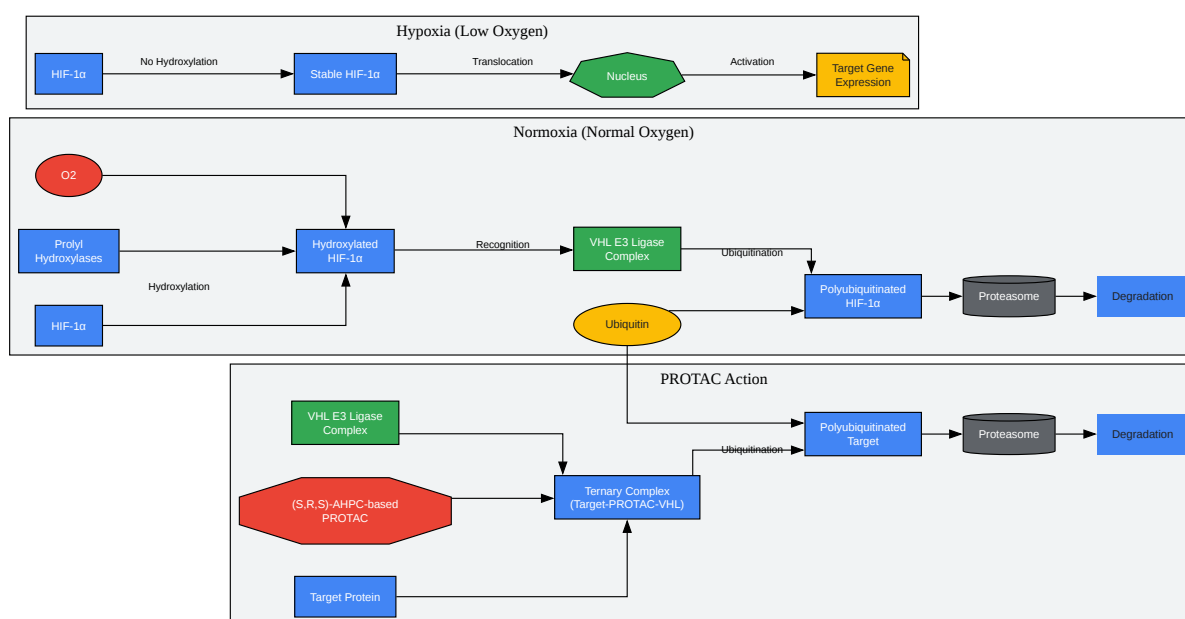 Hypoxia (Low Oxygen)
HIF-1α
No Hydroxylation
Stable HIF-1α
Translocation
Nucleus
Activation
Target Gene
Expression
Normoxia (Normal Oxygen)
O2
Prolyl
Hydroxylases
Hydroxylation
HIF-1α
Hydroxylated
HIF-1α
Recognition
VHL E3 Ligase
Complex
Ubiquitination
Ubiquitin
Polyubiquitinated
HIF-1α
Proteasome
Degradation
PROTAC Action
VHL E3 Ligase
Complex
(S,R,S)-AHPC-based
PROTAC
Target Protein
Ternary Complex
(Target-PROTAC-VHL)
Ubiquitination
Polyubiquitinated
Target
Proteasome
Degradation